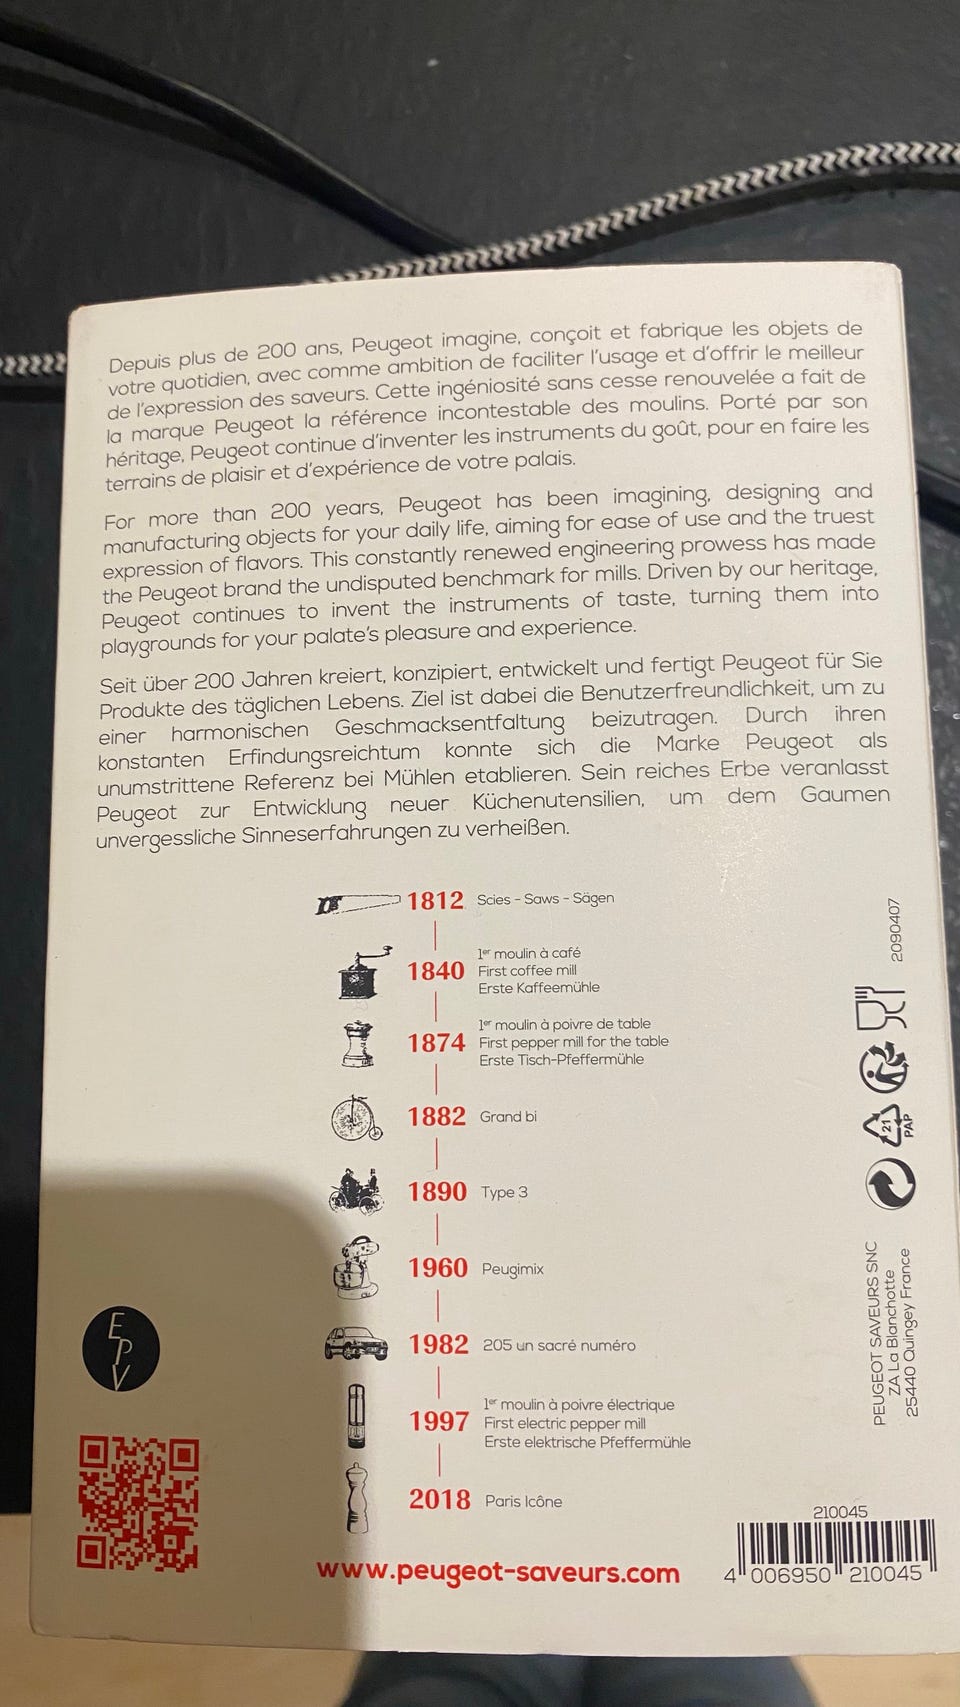 Depuis plus de 200 ans, Peugeot imagine, conçoit et fabrique les objets de
votre quotidien, avec comme ambition de faciliter l'usage et d'offrir le meilleur
de l'expression des saveurs. Cette ingéniosité sans cesse renouvelée a fait de
la marque Peugeot la référence incontestable des moulins. Porté par son
héritage, Peugeot continue d'inventer les instruments du goût, pour en faire les
terrains de plaisir et d'expérience de votre palais.
For more than 200 years, Peugeot has been imagining, designing and
manufacturing objects for your daily life, aiming for ease of use and the truest
expression of flavors. This constantly renewed engineering prowess has made
the Peugeot brand the undisputed benchmark for mills. Driven by our heritage,
Peugeot continues to invent the instruments of taste, turning them into
playgrounds for your palate's pleasure and experience.
Seit über 200 Jahren kreiert, konzipiert, entwickelt und fertigt Peugeot für Sie
Produkte des täglichen Lebens. Ziel ist dabei die Benutzerfreundlichkeit, um zu
einer harmonischen Geschmacksentfaltung beizutragen. Durch ihren
konstanten Erfindungsreichtum konnte sich die Marke Peugeot als
unumstrittene Referenz bei Mühlen etablieren. Sein reiches Erbe veranlasst
Peugeot zur Entwicklung neuer Küchenutensilien, um dem Gaumen
unvergessliche Sinneserfahrungen zu verheißen.
1812 Scies - Saws - Sägen
1840
1er moulin à café
First coffee mill
Erste Kaffeemühle
1874
1er moulin à poivre de table
First pepper mill for the table
Erste Tisch-Pfeffermühle
1882 Grand bi
1890 Type 3
1960 Peugimix
1982 205 un sacré numéro
1997
1er moulin à poivre électrique
First electric pepper mill
Erste elektrische Pfeffermühle
2018 Paris Icône
www.peugeot-saveurs.com
EPV
2090407
21
PAP
PEUGEOT SAVEURS SNC
ZA La Blanchotte
25440 Quingey France
210045
4 006950 210045